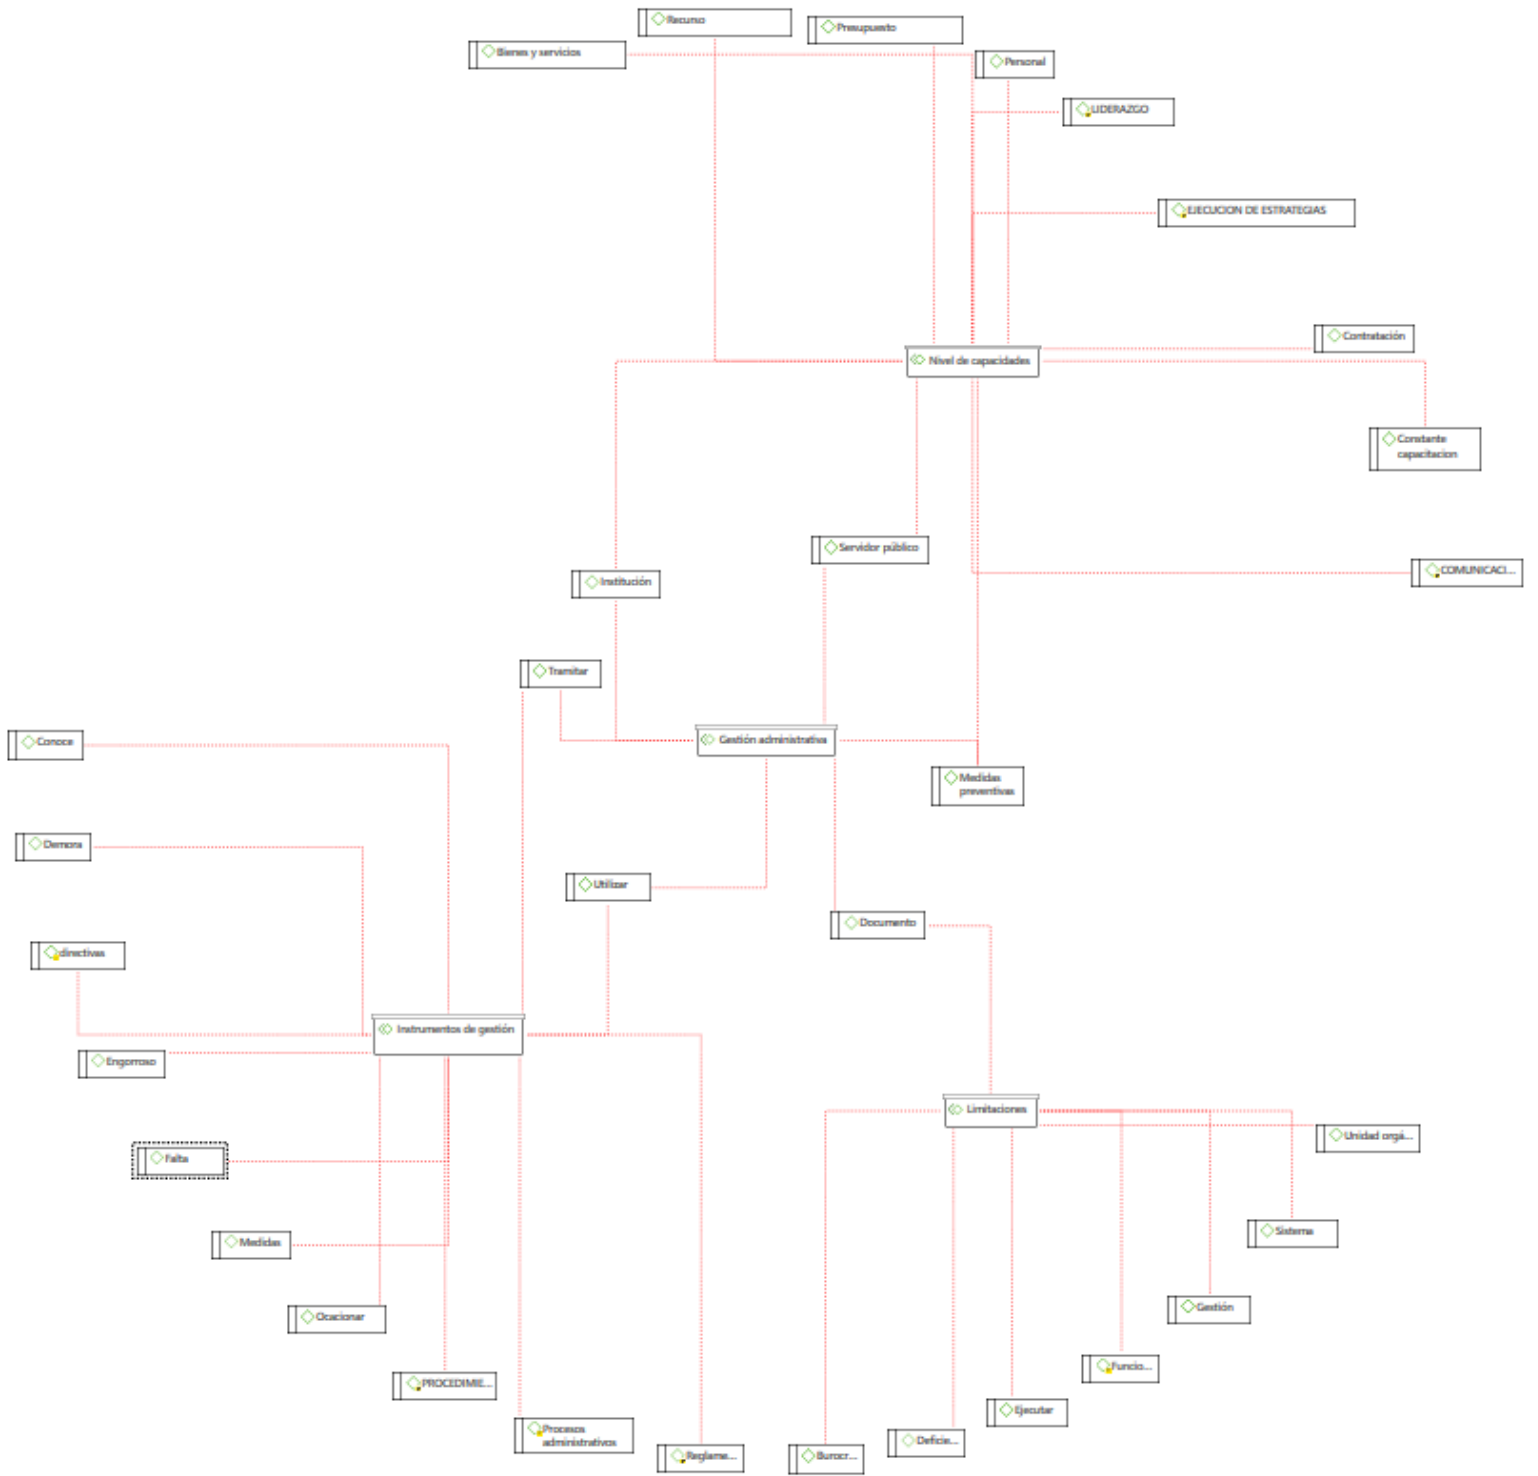 Recurso
Presupuesto
Bienes y servicios
Personal
LIDERAZGO
EJECUCION DE ESTRATEGIAS
Contratación
Nivel de capacidades
Constante
capacitacion
Servidor público
COMUNICACI...
Institución
Tramitar
Conoce
Gestión administrativa
Medidas
preventivas
Demora
Utilizar
Documento
directivas
Instrumentos de gestión
Engorroso
Limitaciones
Unidad orgá...
Falta
Sistema
Medidas
Gestión
Ocacionar
Funcio...
PROCEDIMIE...
Ejecutar
Procesos
administrativos
Deficie...
Reglame...
Burocr...